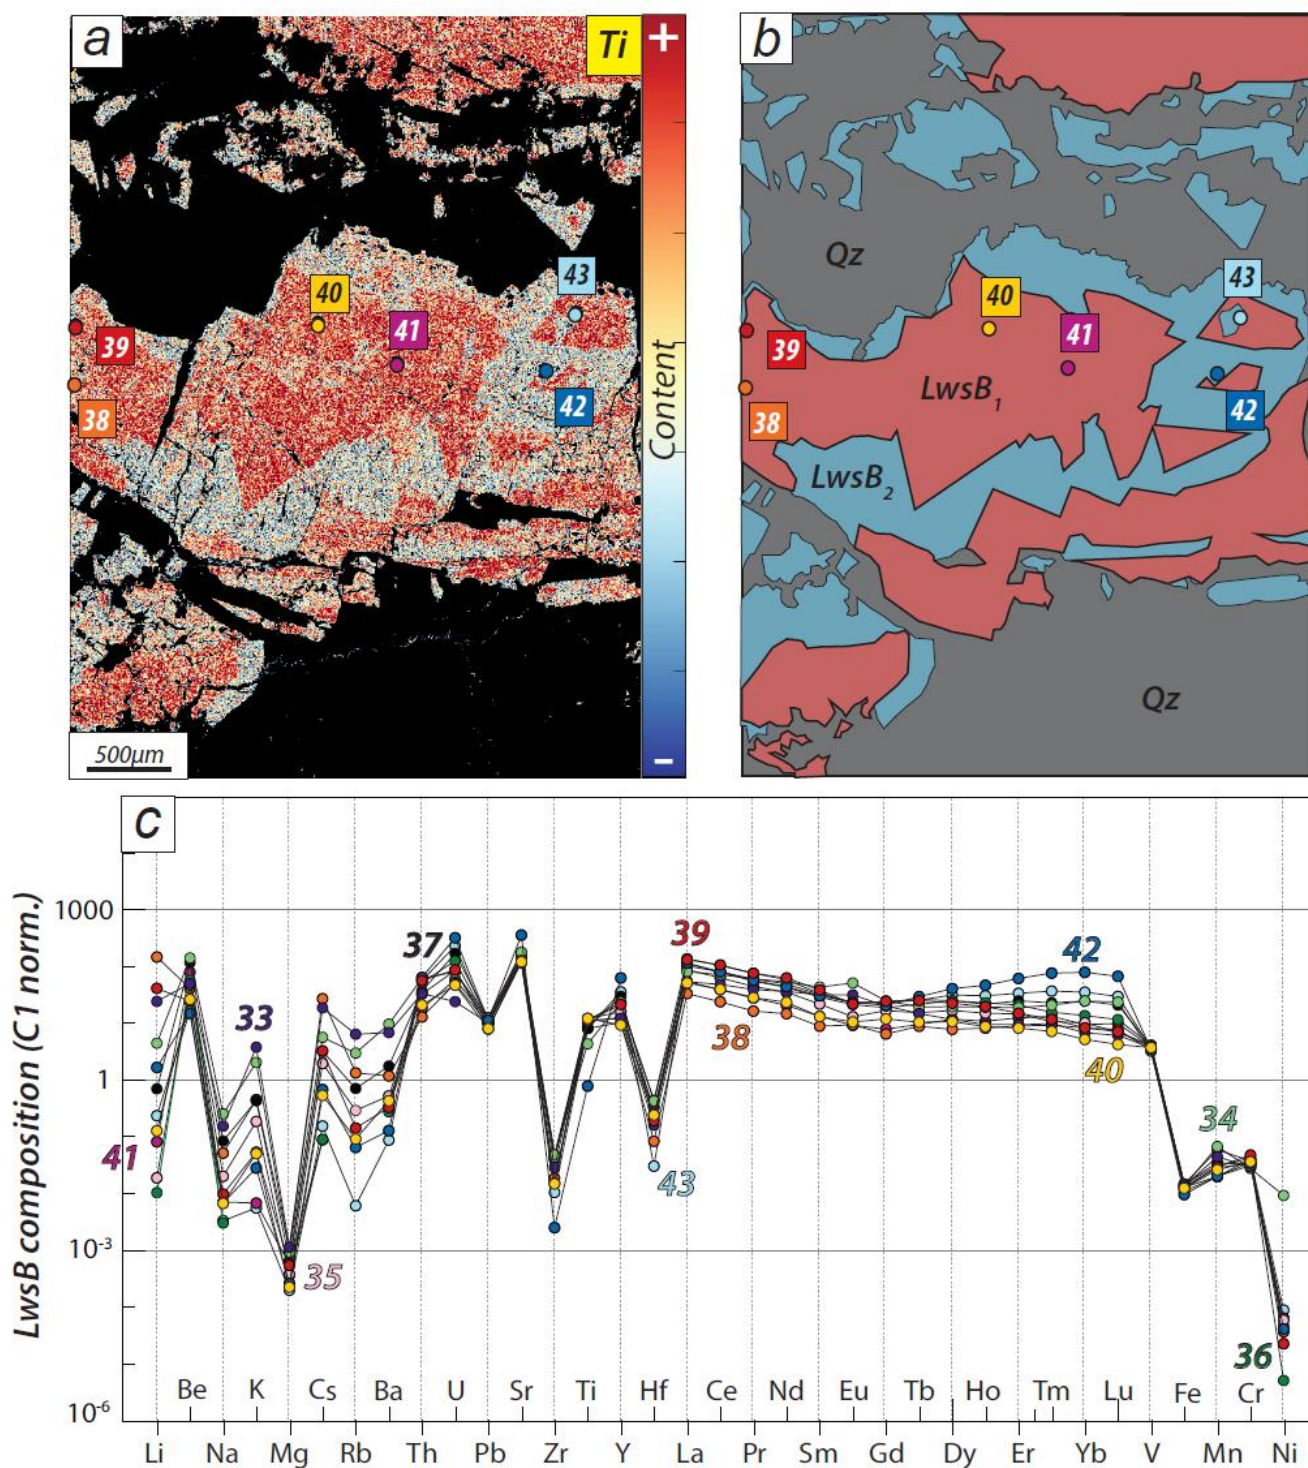 a
Ti
+
40
43
41
39
38
42
Content
500μm
–
b
Qz
43
40
41
39
LwsB1
38
42
LwsB2
Qz
c
LwsB composition (C1 norm.)
1000
1
10-3
10-6
39
37
42
33
38
40
41
34
43
35
36
Be K Cs Ba U Sr Ti Hf Ce Nd Eu Tb Ho Tm Lu Fe Cr
Li Na Mg Rb Th Pb Zr Y La Pr Sm Gd Dy Er Yb V Mn Ni